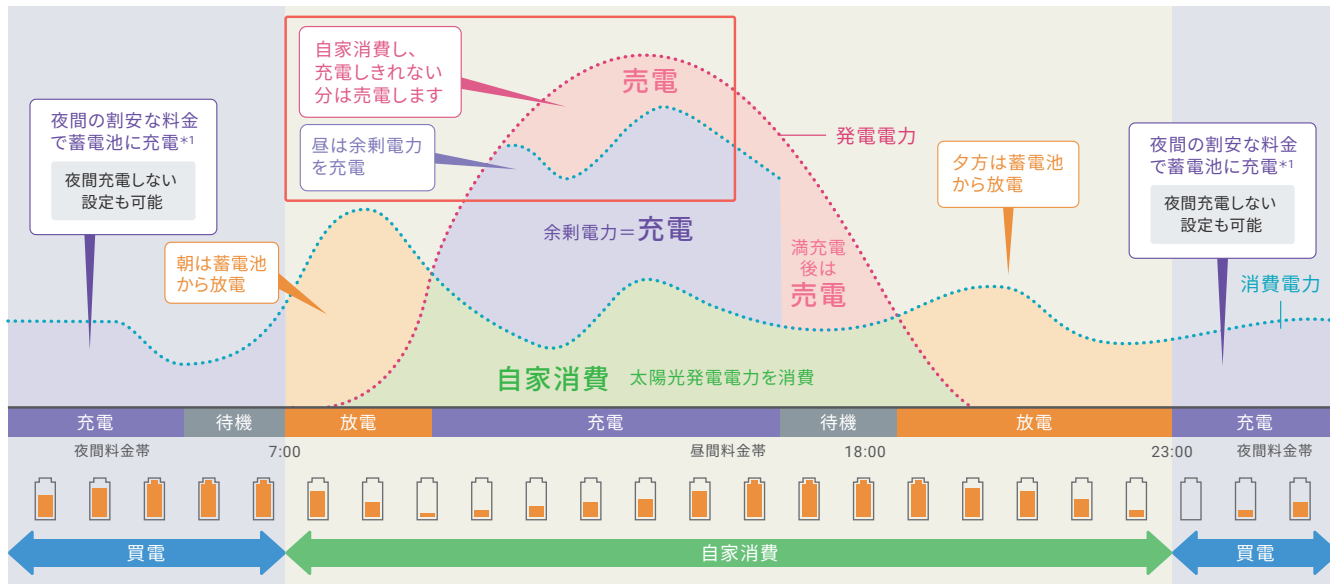 自家消費し、
充電しきれない
分は売電します
売電
夜間の割安な料金
で蓄電池に充電*1
夜間充電しない
設定も可能
昼は余剰電力
を充電
発電電力
夕方は蓄電池
から放電
夜間の割安な料金
で蓄電池に充電*1
夜間充電しない
設定も可能
朝は蓄電池
から放電
余剰電力=充電
満充電
後は
売電
消費電力
自家消費 太陽光発電電力を消費
充電 待機 放電 充電 待機 放電 充電
夜間料金帯 7:00 昼間料金帯 18:00 23:00 夜間料金帯
買電 自家消費 買電